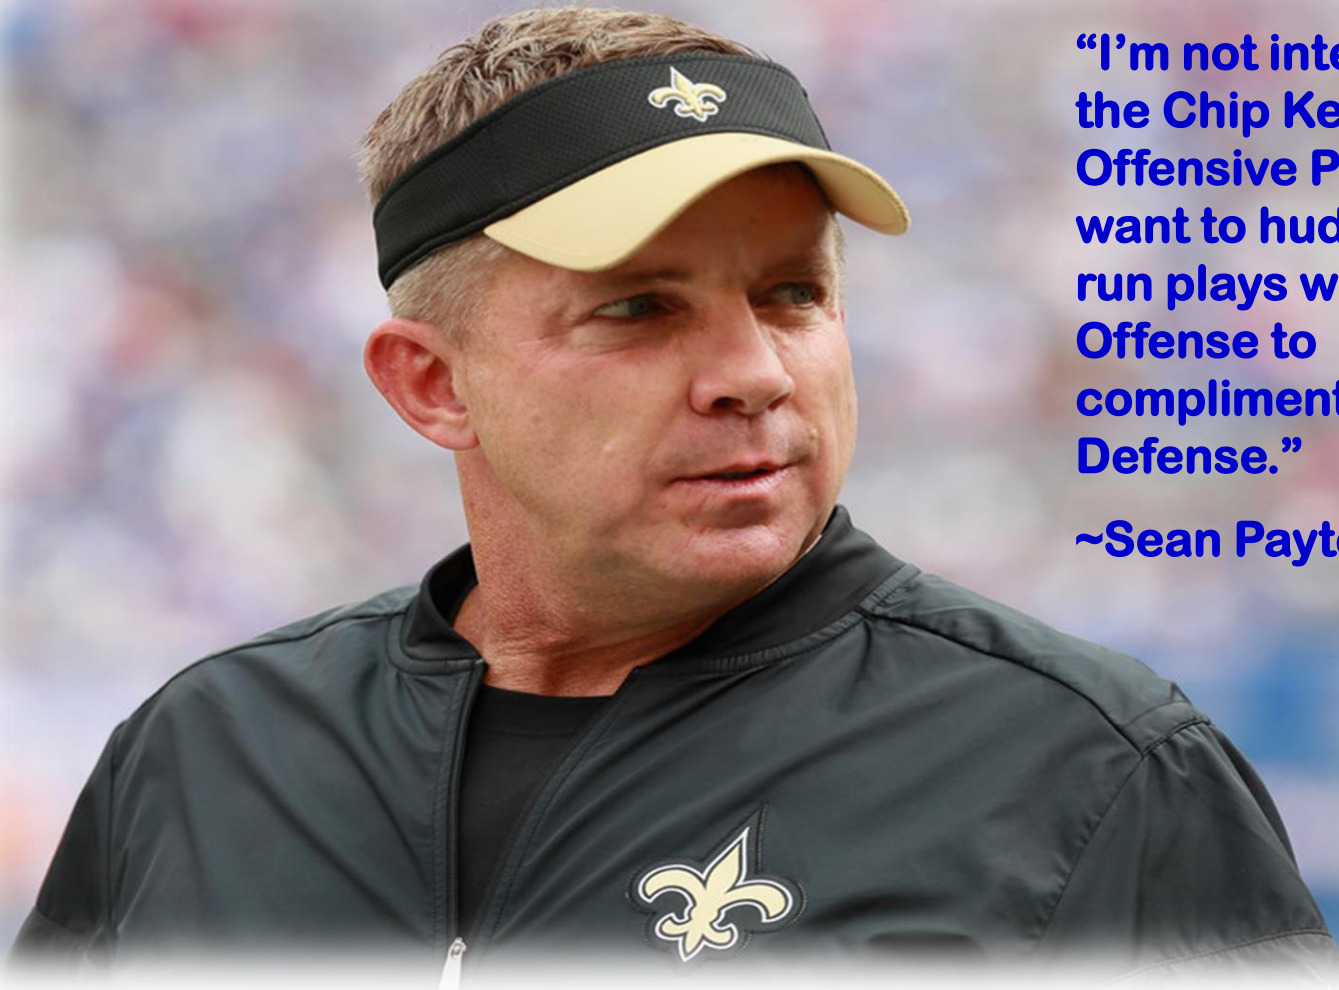 “I’m not inte
the Chip Ke
Offensive P
want to hud
run plays w
Offense to
compliment
Defense.”
~Sean Payt